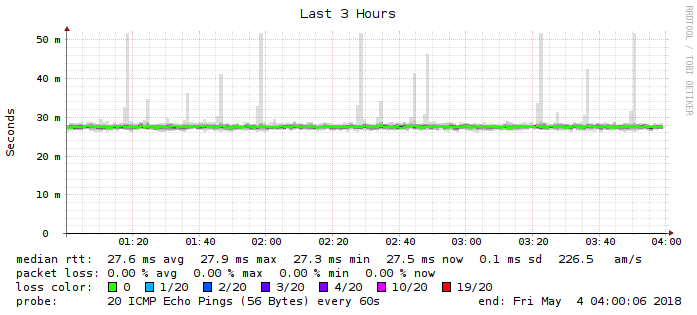 Last 3 Hours
RRDTOOL / TOBI OETIKER
Seconds
50 m
40 m
30 m
20 m
10 m
0
01:20 01:40 02:00 02:20 02:40 03:00 03:20 03:40 04:00
median rtt: 27.6 ms avg 27.9 ms max 27.3 ms min 27.5 ms now 0.1 ms sd 226.5 am/s
packet loss: 0.00 % avg 0.00 % max 0.00 % min 0.00 % now
loss color: 0 1/20 2/20 3/20 4/20 10/20 19/20
probe: 20 ICMP Echo Pings (56 Bytes) every 60s end: Fri May 4 04:00:06 2018